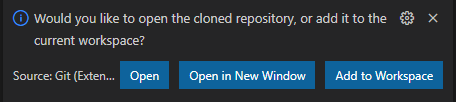 Would you like to open the cloned repository, or add it to the
current workspace?
Source: Git (Exten... Open Open in New Window Add to Workspace